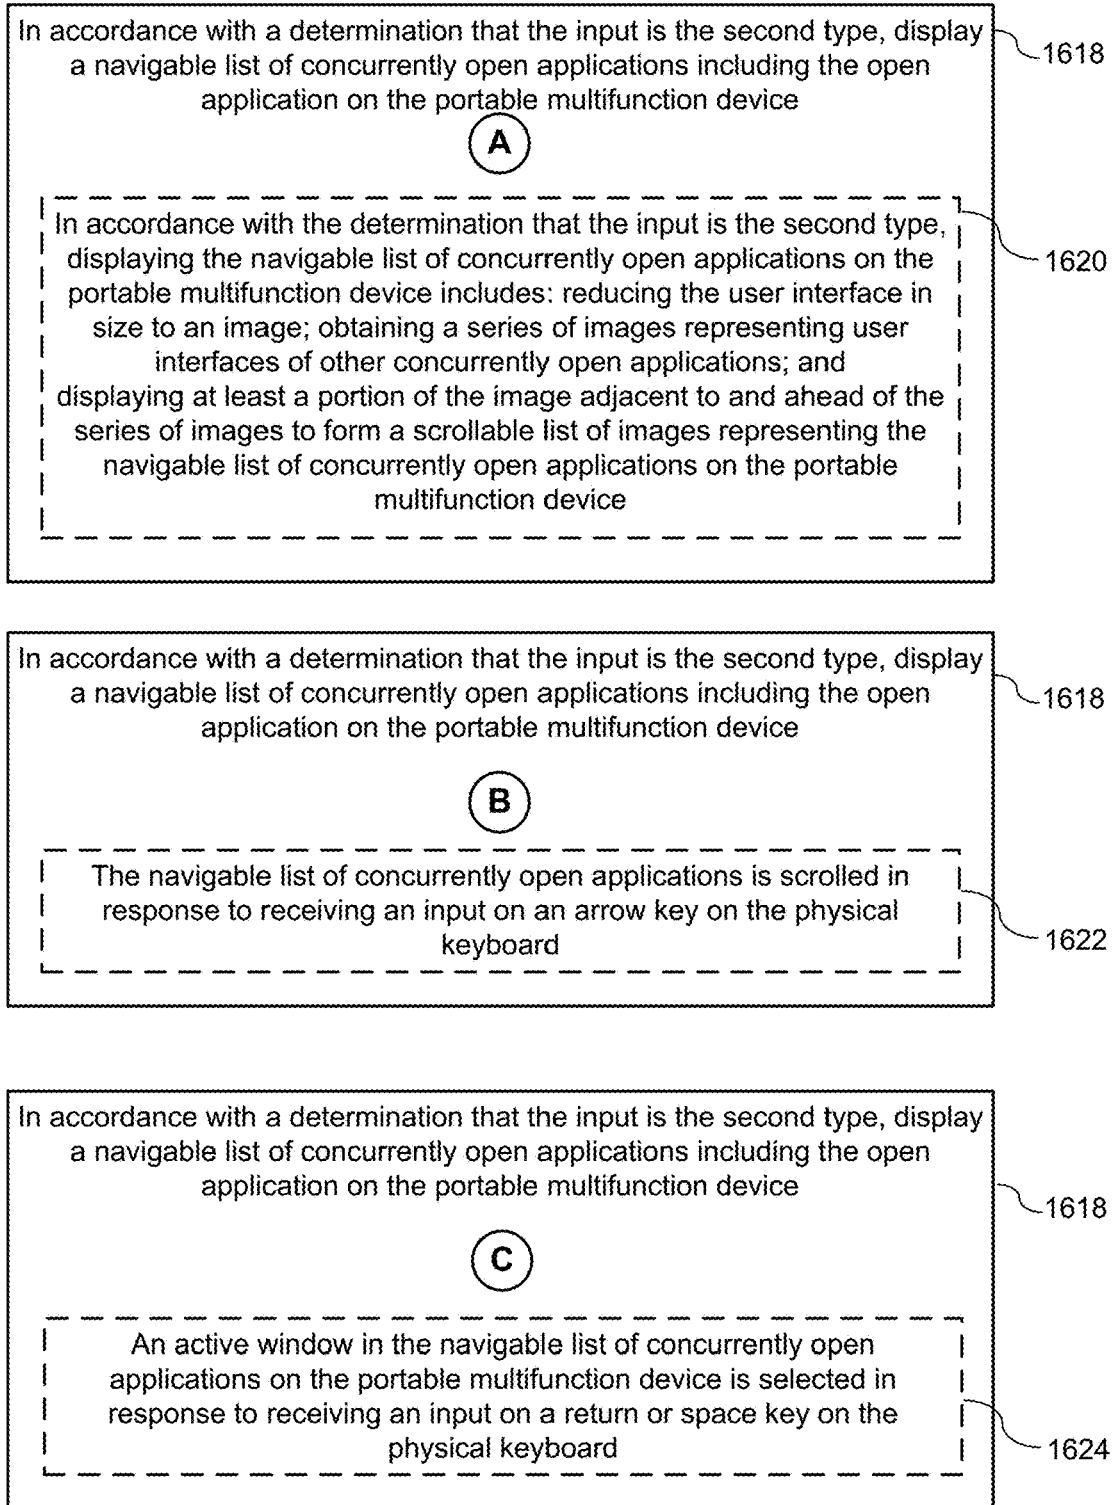 In accordance with a determination that the input is the second type, display
a navigable list of concurrently open applications including the open
application on the portable multifunction device
1618
A
In accordance with the determination that the input is the second type,
displaying the navigable list of concurrently open applications on the
portable multifunction device includes: reducing the user interface in
size to an image; obtaining a series of images representing user
interfaces of other concurrently open applications; and
displaying at least a portion of the image adjacent to and ahead of the
series of images to form a scrollable list of images representing the
navigable list of concurrently open applications on the portable
multifunction device
1620
In accordance with a determination that the input is the second type, display
a navigable list of concurrently open applications including the open
application on the portable multifunction device
1618
B
The navigable list of concurrently open applications is scrolled in
response to receiving an input on an arrow key on the physical
keyboard
1622
In accordance with a determination that the input is the second type, display
a navigable list of concurrently open applications including the open
application on the portable multifunction device
1618
C
An active window in the navigable list of concurrently open
applications on the portable multifunction device is selected in
response to receiving an input on a return or space key on the
physical keyboard
1624